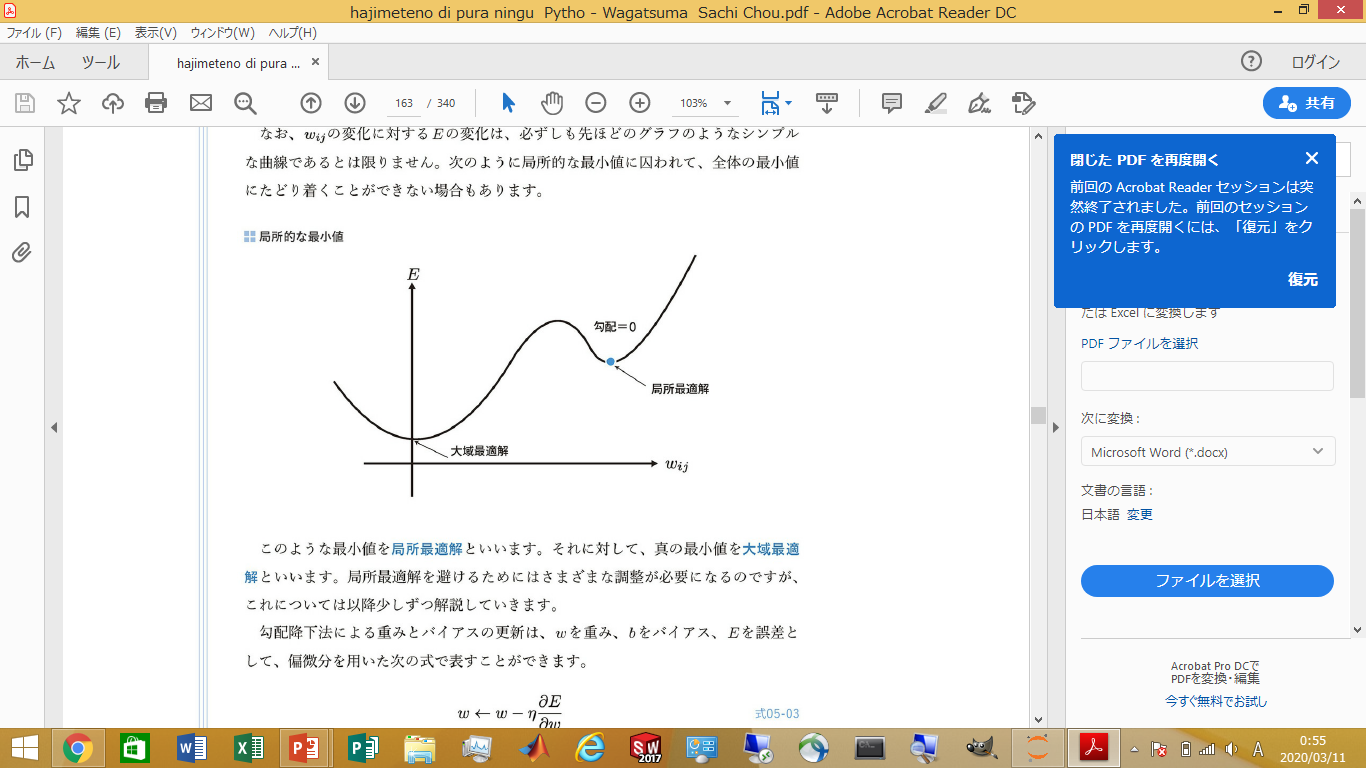 hajimeteno di pura ningu Pytho - Wagatsuma Sachi Chou.pdf - Adobe Acrobat Reader DC
ファイル (F) 編集 (E) 表示(V) ウィンドウ(W) ヘルプ(H)
ホーム ツール hajimeteno di pura ... × ? ログイン
163 / 340 103% 共有
なお、wijの変化に対するEの変化は、必ずしも先ほどのグラフのようなシンプル
な曲線であるとは限りません。次のように局所的な最小値に囚われて、全体の最小値
にたどり着くことができない場合もあります。
局所的な最小値
E
勾配＝0
局所最適解
大域最適解
wij
このような最小値を局所最適解といいます。それに対して、真の最小値を大域最適
解といいます。局所最適解を避けるためにはさまざまな調整が必要になるのですが、
これについては以降少しずつ解説していきます。
勾配降下法による重みとバイアスの更新は、wを重み、bをバイアス、Eを誤差と
して、偏微分を用いた次の式で表すことができます。
w ← w − η ∂E/∂w 式05-03
閉じた PDF を再度開く
前回の Acrobat Reader セッションは突
然終了されました。前回のセッション
の PDF を再度開くには、「復元」をク
リックします。
復元
たは Excel に変換します
PDF ファイルを選択
次に変換 :
Microsoft Word (*.docx)
文書の言語 :
日本語 変更
ファイルを選択
Acrobat Pro DCで
PDFを変換・編集
今すぐ無料でお試し
SW
2017
A
0:55
2020/03/11